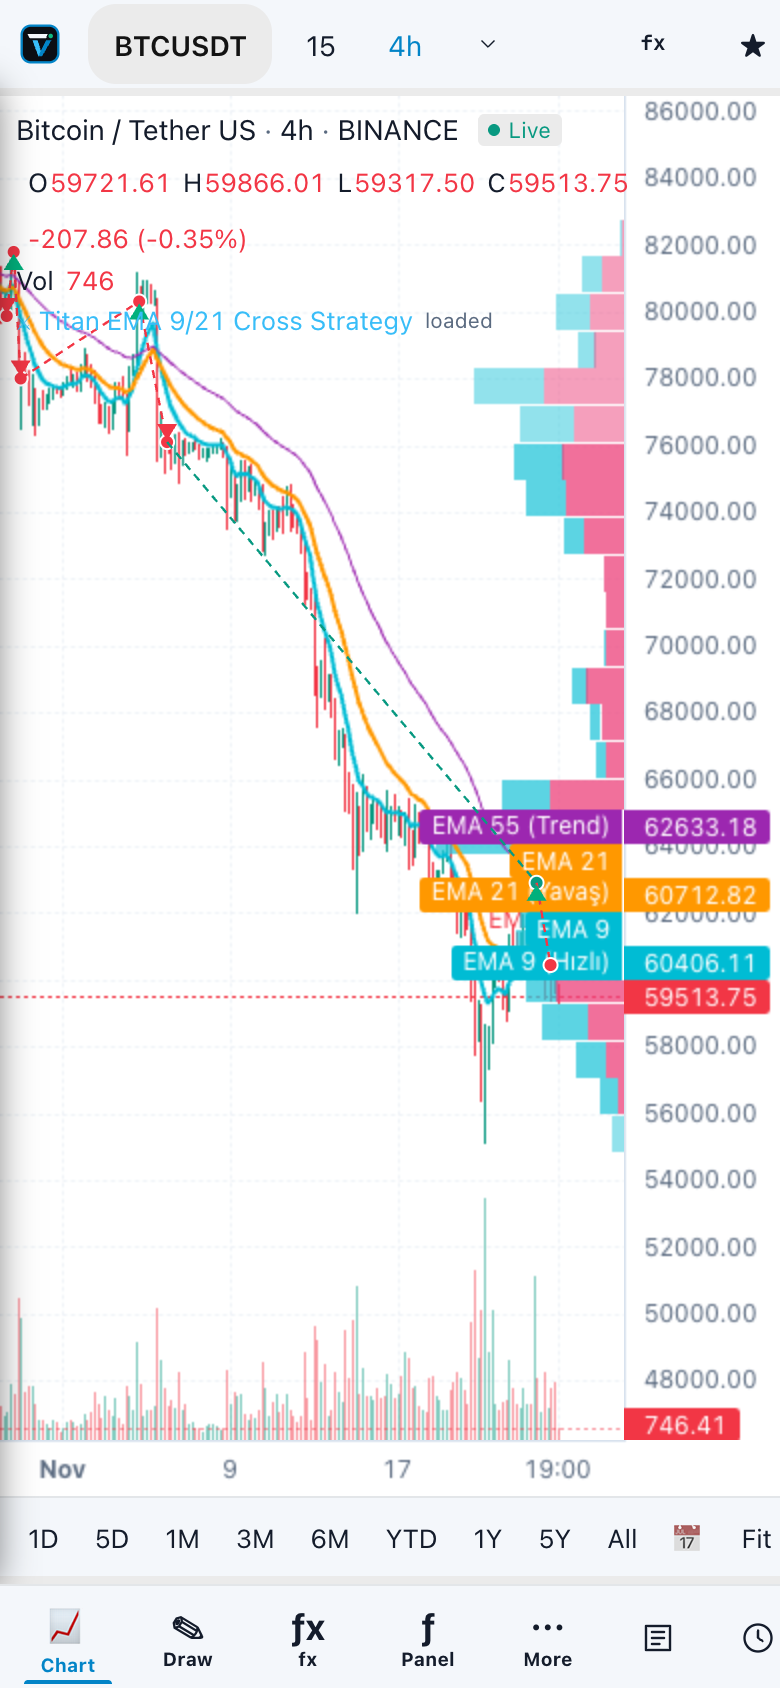 BTCUSDT 15 4h fx ★
Bitcoin / Tether US · 4h · BINANCE Live
O59721.61 H59866.01 L59317.50 C59513.75
-207.86 (-0.35%)
Vol 746
Titan EMA 9/21 Cross Strategy loaded
86000.00
84000.00
82000.00
80000.00
78000.00
76000.00
74000.00
72000.00
70000.00
68000.00
66000.00
EMA 55 (Trend) 62633.18
64000.00
EMA 21
EMA 21 (Yavaş) 60712.82
62000.00
EM
EMA 9
EMA 9 (Hızlı) 60406.11
59513.75
58000.00
56000.00
54000.00
52000.00
50000.00
48000.00
746.41
Nov 9 17 19:00
1D 5D 1M 3M 6M YTD 1Y 5Y All 17 Fit
fx f
Chart Draw fx Panel More